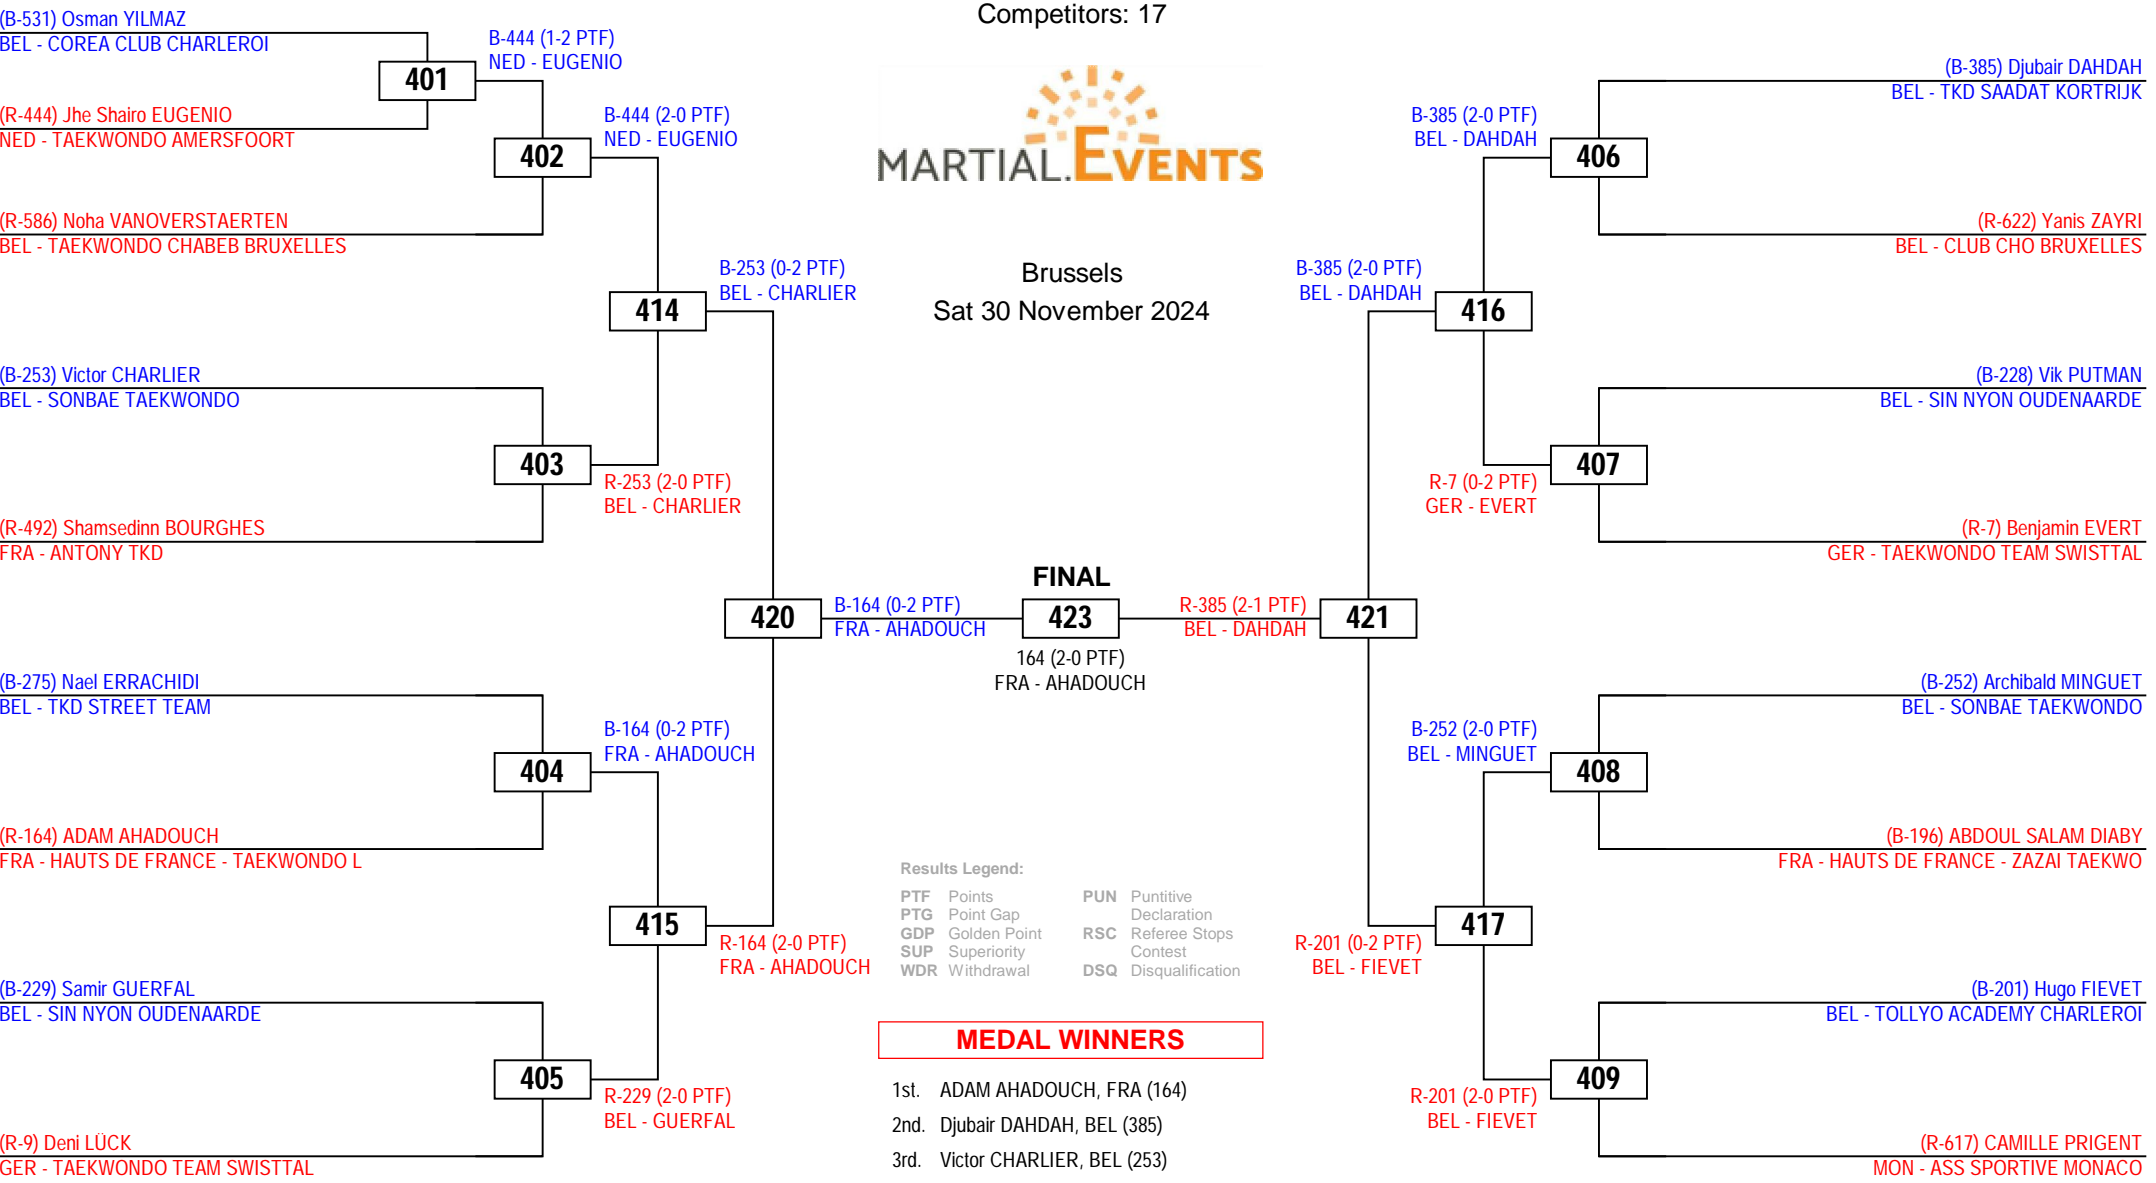 (B-531) Osman YILMAZ
BEL - COREA CLUB CHARLEROI
B-444 (1-2 PTF)
NED - EUGENIO
401
(R-444) Jhe Shairo EUGENIO
NED - TAEKWONDO AMERSFOORT
B-444 (2-0 PTF)
NED - EUGENIO
402
(R-586) Noha VANOVERSTAERTEN
BEL - TAEKWONDO CHABEB BRUXELLES
B-253 (0-2 PTF)
BEL - CHARLIER
414
(B-253) Victor CHARLIER
BEL - SONBAE TAEKWONDO
403
R-253 (2-0 PTF)
BEL - CHARLIER
(R-492) Shamsedinn BOURGHES
FRA - ANTONY TKD
420
B-164 (0-2 PTF)
FRA - AHADOUCH
(B-275) Nael ERRACHIDI
BEL - TKD STREET TEAM
B-164 (0-2 PTF)
FRA - AHADOUCH
404
(R-164) ADAM AHADOUCH
FRA - HAUTS DE FRANCE - TAEKWONDO L
415
R-164 (2-0 PTF)
FRA - AHADOUCH
(B-229) Samir GUERFAL
BEL - SIN NYON OUDENAARDE
405
R-229 (2-0 PTF)
BEL - GUERFAL
(R-9) Deni LÜCK
GER - TAEKWONDO TEAM SWISTTAL
Competitors: 17
MARTIAL.EVENTS
Brussels
Sat 30 November 2024
FINAL
423
164 (2-0 PTF)
FRA - AHADOUCH
Results Legend:
PTF Points PUN Puntitive
PTG Point Gap Declaration
GDP Golden Point RSC Referee Stops
SUP Superiority Contest
WDR Withdrawal DSQ Disqualification
MEDAL WINNERS
1st. ADAM AHADOUCH, FRA (164)
2nd. Djubair DAHDAH, BEL (385)
3rd. Victor CHARLIER, BEL (253)
(B-385) Djubair DAHDAH
BEL - TKD SAADAT KORTRIJK
B-385 (2-0 PTF)
BEL - DAHDAH
406
(R-622) Yanis ZAYRI
BEL - CLUB CHO BRUXELLES
B-385 (2-0 PTF)
BEL - DAHDAH
416
(B-228) Vik PUTMAN
BEL - SIN NYON OUDENAARDE
407
R-7 (0-2 PTF)
GER - EVERT
(R-7) Benjamin EVERT
GER - TAEKWONDO TEAM SWISTTAL
R-385 (2-1 PTF)
BEL - DAHDAH
421
(B-252) Archibald MINGUET
BEL - SONBAE TAEKWONDO
B-252 (2-0 PTF)
BEL - MINGUET
408
(B-196) ABDOUL SALAM DIABY
FRA - HAUTS DE FRANCE - ZAZAI TAEKWO
417
R-201 (0-2 PTF)
BEL - FIEVET
(B-201) Hugo FIEVET
BEL - TOLLYO ACADEMY CHARLEROI
409
R-201 (2-0 PTF)
BEL - FIEVET
(R-617) CAMILLE PRIGENT
MON - ASS SPORTIVE MONACO